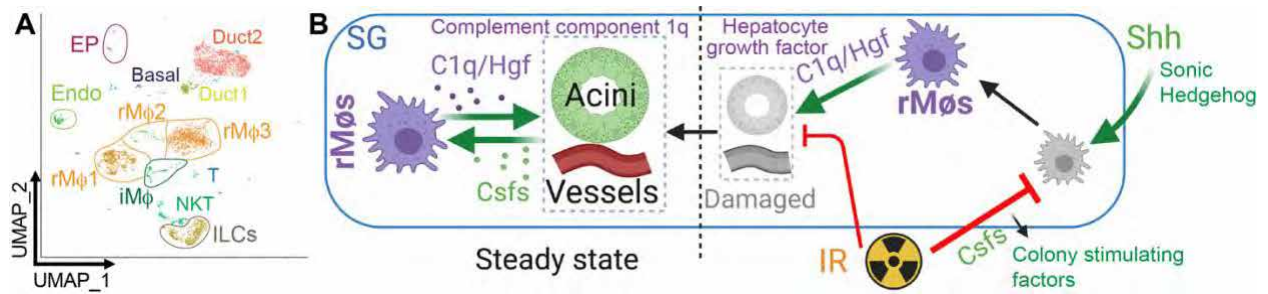 A
EP
Duct2
Basal
Duct1
Endo
rMφ2
rMφ3
rMφ1
iMφ
T
NKT
ILCs
UMAP_2
UMAP_1
B
SG
Complement component 1q
C1q/Hgf
rMøs
Csfs
Acini
Vessels
Steady state
Hepatocyte
growth factor
C1q/Hgf
rMøs
Damaged
IR
Csfs
Shh
Sonic
Hedgehog
Colony stimulating
factors